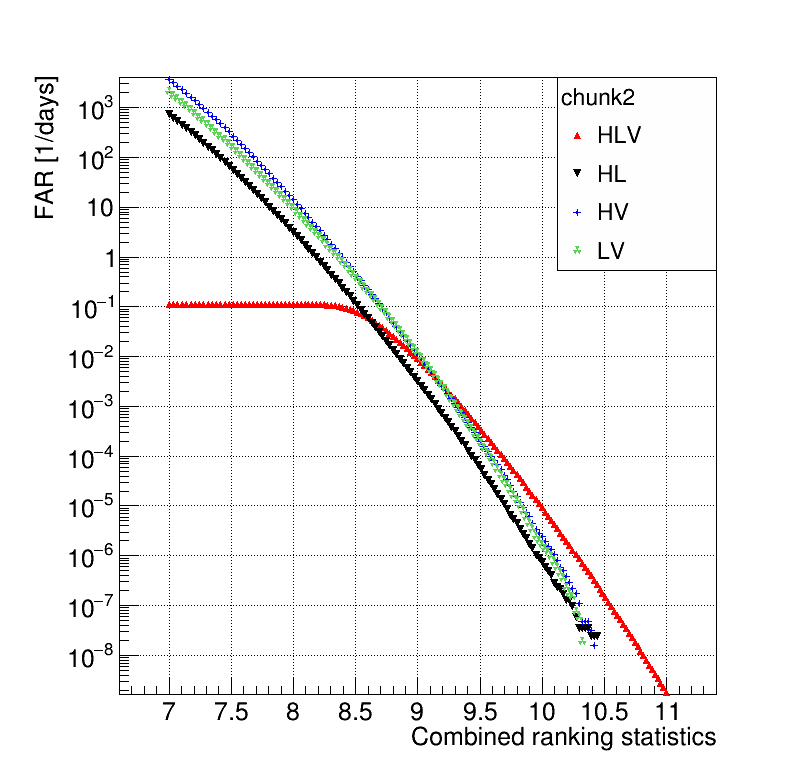 FAR [1/days]
10³
10²
10
1
10⁻¹
10⁻²
10⁻³
10⁻⁴
10⁻⁵
10⁻⁶
10⁻⁷
10⁻⁸
chunk2
HLV
HL
HV
LV
7 7.5 8 8.5 9 9.5 10 10.5 11
Combined ranking statistics